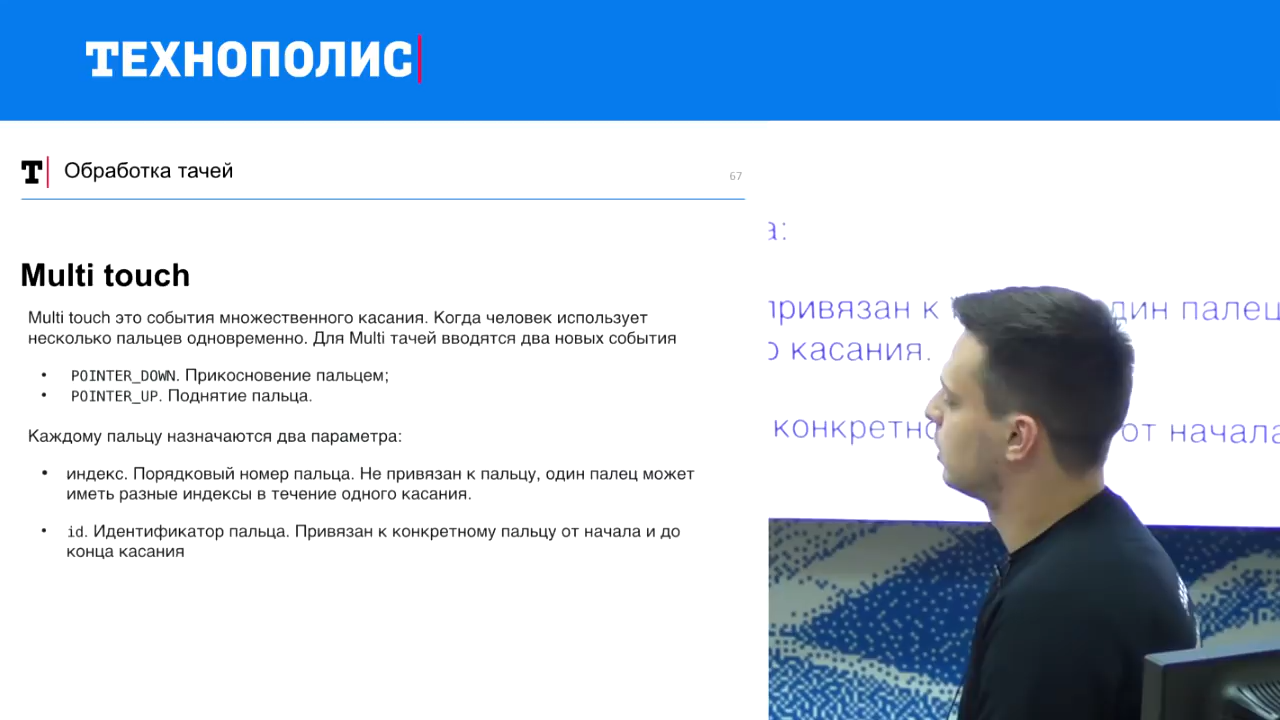 ТЕХНОПОЛИС
Т
Обработка тачей
67
Multi touch
Multi touch это события множественного касания. Когда человек использует
несколько пальцев одновременно. Для Multi тачей вводятся два новых события
• POINTER_DOWN. Прикосновение пальцем;
• POINTER_UP. Поднятие пальца.
Каждому пальцу назначаются два параметра:
• индекс. Порядковый номер пальца. Не привязан к пальцу, один палец может
иметь разные индексы в течение одного касания.
• id. Идентификатор пальца. Привязан к конкретному пальцу от начала и до
конца касания
а:
привязан к один палец
о касания.
конкретно от начала